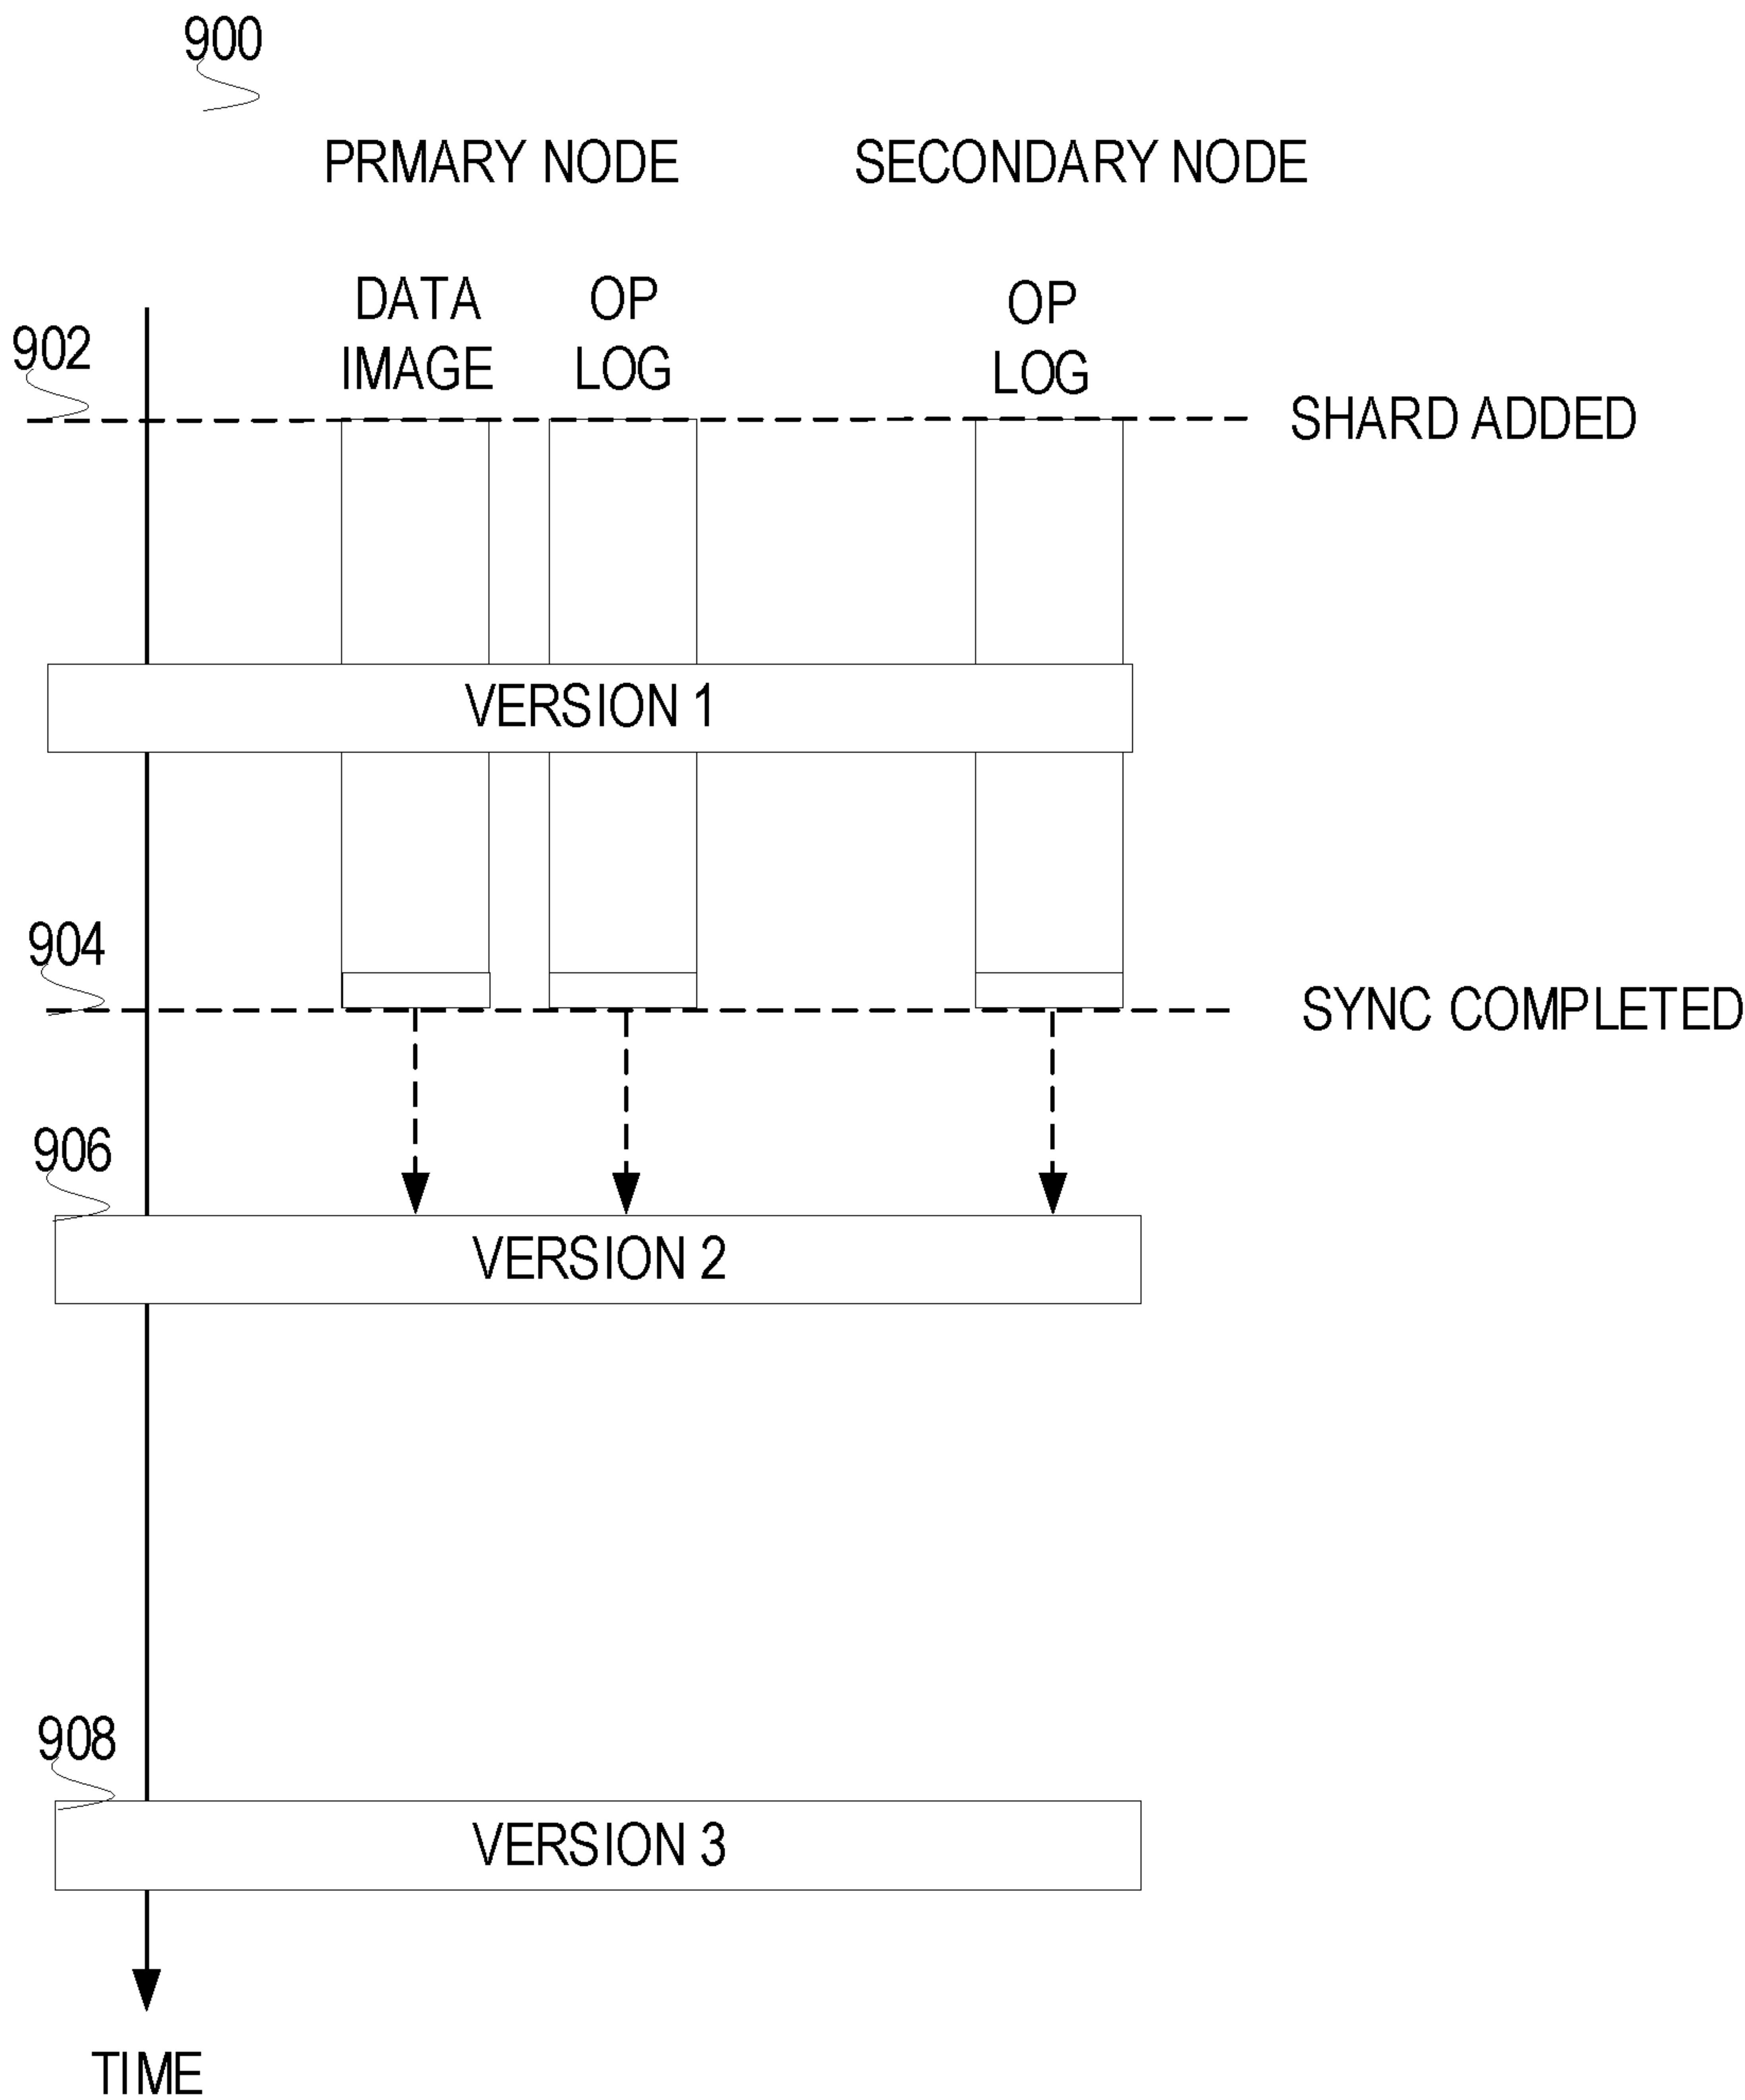 900
PRMARY NODE
SECONDARY NODE
DATA
IMAGE
OP
LOG
OP
LOG
902
SHARD ADDED
VERSION 1
904
SYNC COMPLETED
906
VERSION 2
908
VERSION 3
TIME